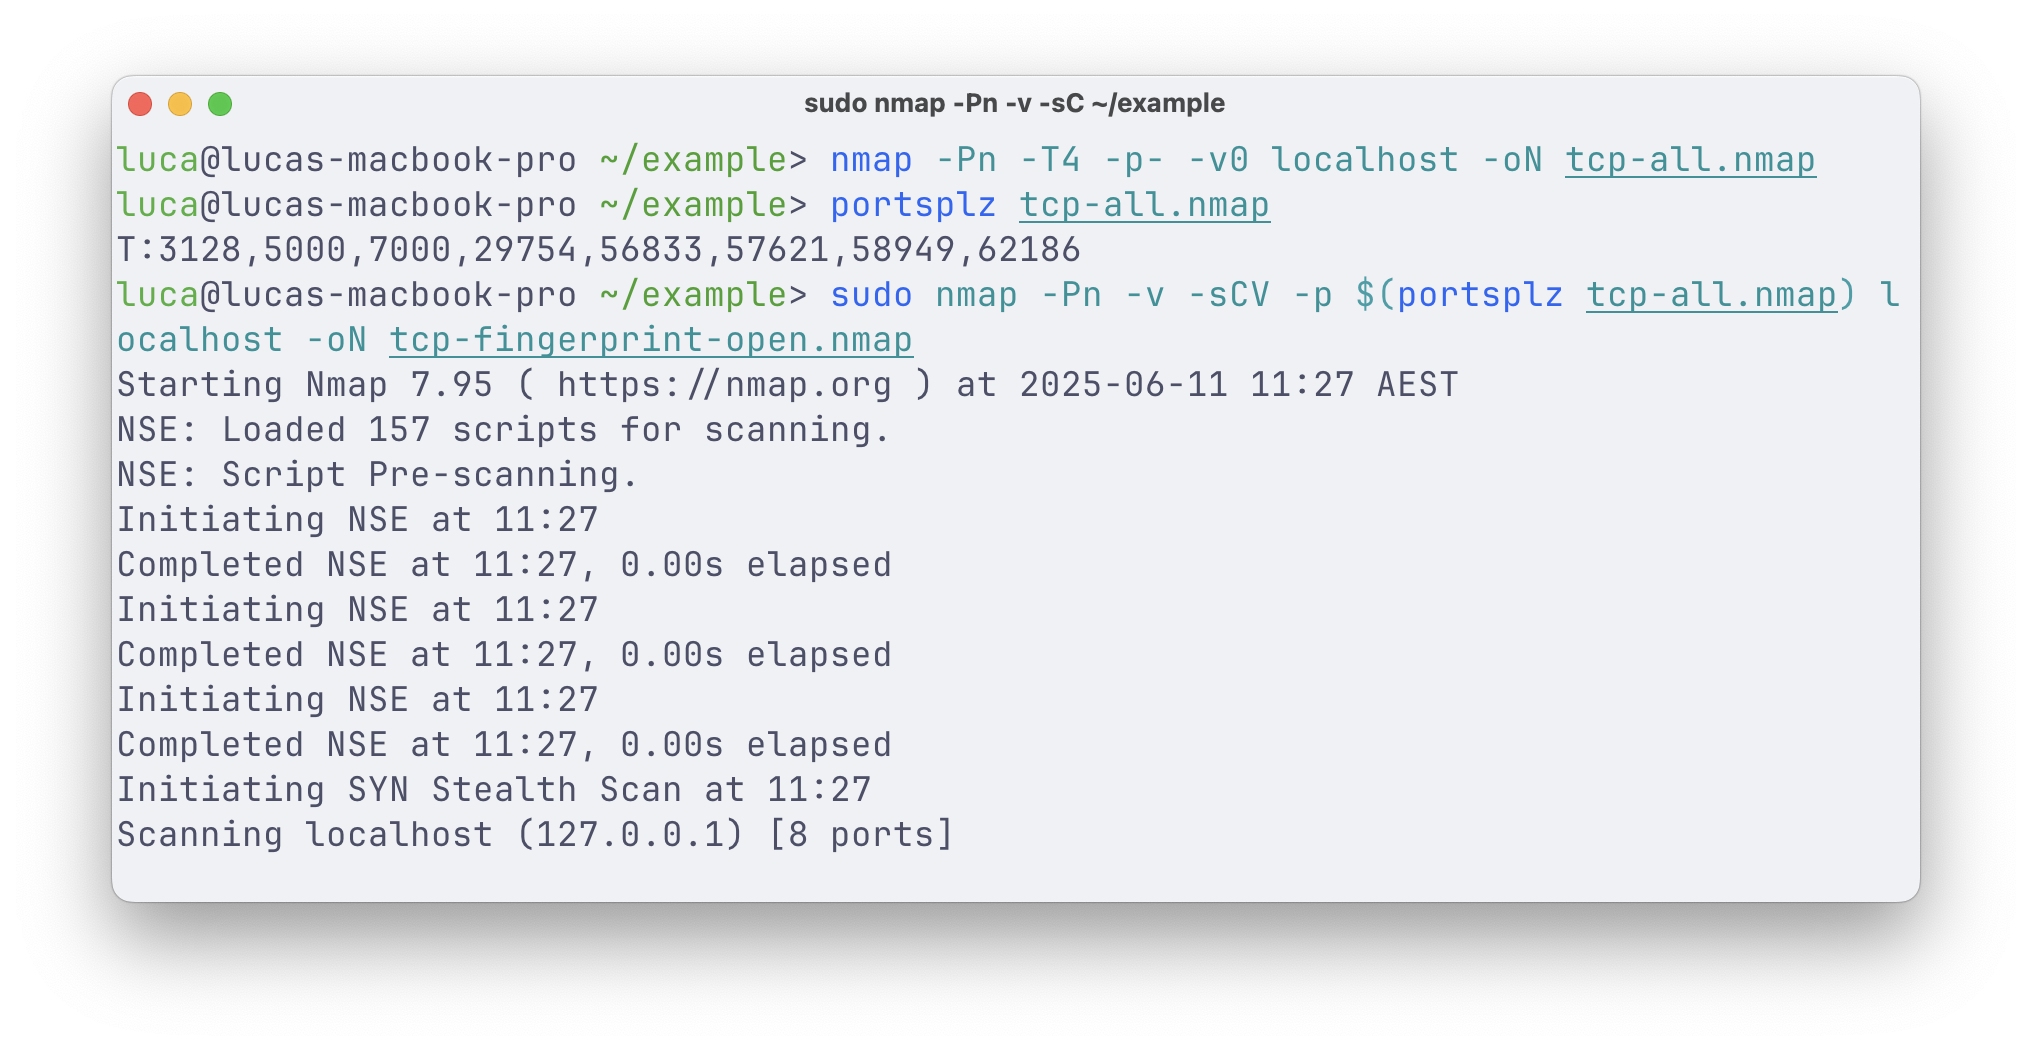 sudo nmap -Pn -v -sC ~/example
luca@lucas-macbook-pro ~/example> nmap -Pn -T4 -p- -v0 localhost -oN tcp-all.nmap
luca@lucas-macbook-pro ~/example> portsplz tcp-all.nmap
T:3128,5000,7000,29754,56833,57621,58949,62186
luca@lucas-macbook-pro ~/example> sudo nmap -Pn -v -sCV -p $(portsplz tcp-all.nmap) l
ocalhost -oN tcp-fingerprint-open.nmap
Starting Nmap 7.95 ( https://nmap.org ) at 2025-06-11 11:27 AEST
NSE: Loaded 157 scripts for scanning.
NSE: Script Pre-scanning.
Initiating NSE at 11:27
Completed NSE at 11:27, 0.00s elapsed
Initiating NSE at 11:27
Completed NSE at 11:27, 0.00s elapsed
Initiating NSE at 11:27
Completed NSE at 11:27, 0.00s elapsed
Initiating SYN Stealth Scan at 11:27
Scanning localhost (127.0.0.1) [8 ports]